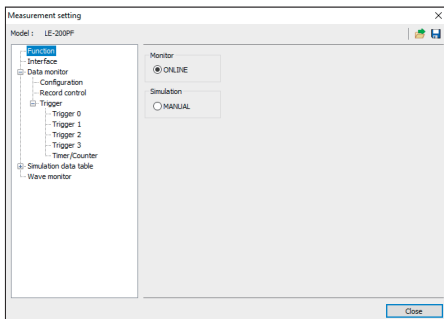 Measurement setting
Model : LE-200PF
Function
Interface
Data monitor
Configuration
Record control
Trigger
Trigger 0
Trigger 1
Trigger 2
Trigger 3
Timer/Counter
Simulation data table
Wave monitor
Monitor
ONLINE
Simulation
MANUAL
Close